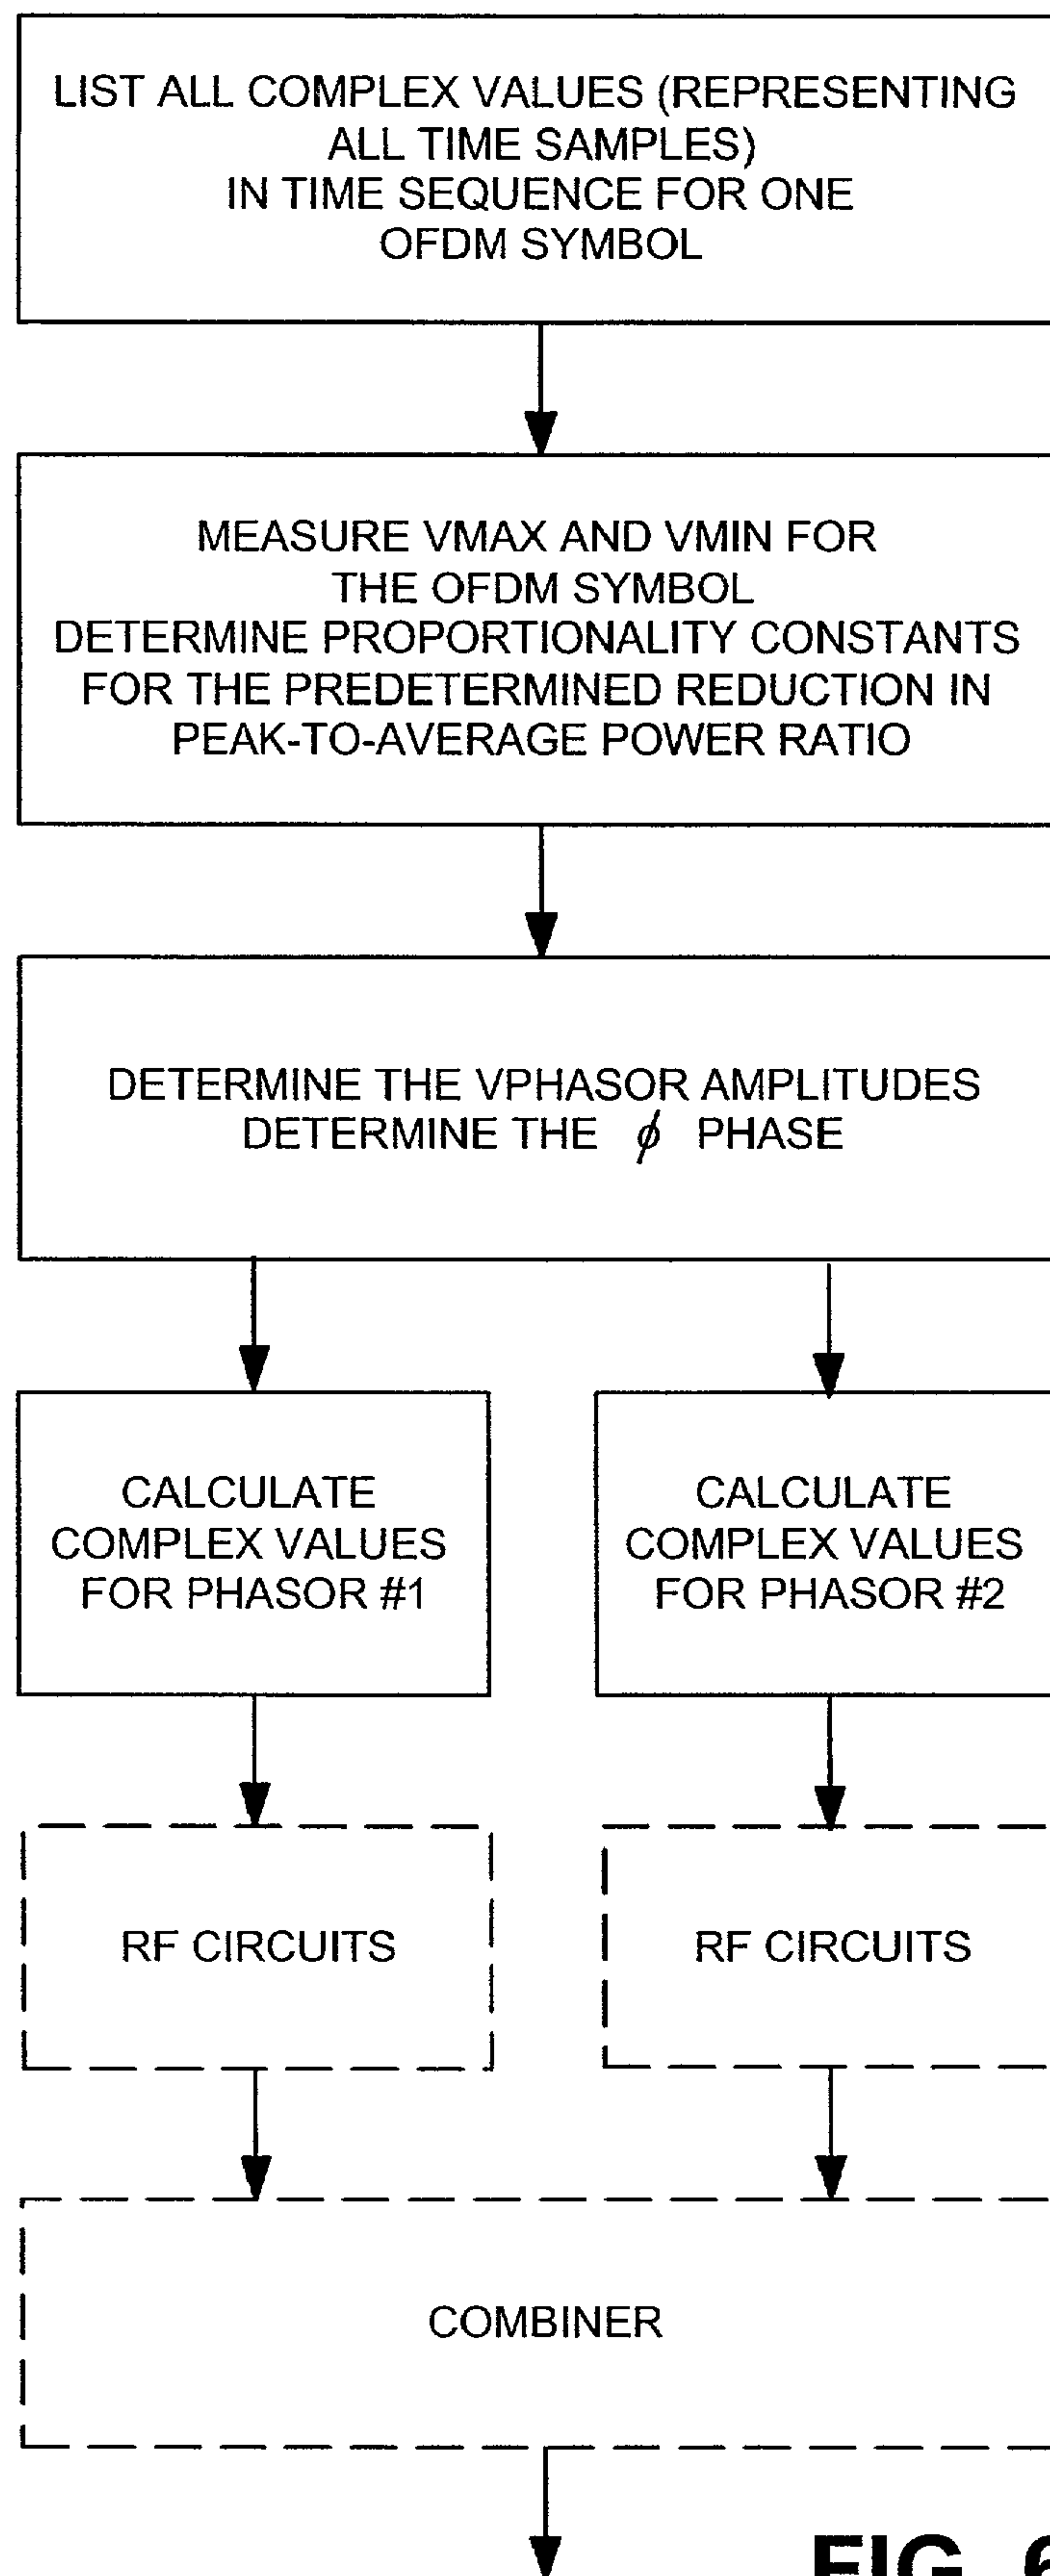 LIST ALL COMPLEX VALUES (REPRESENTING
ALL TIME SAMPLES)
IN TIME SEQUENCE FOR ONE
OFDM SYMBOL
MEASURE VMAX AND VMIN FOR
THE OFDM SYMBOL
DETERMINE PROPORTIONALITY CONSTANTS
FOR THE PREDETERMINED REDUCTION IN
PEAK-TO-AVERAGE POWER RATIO
DETERMINE THE VPHASOR AMPLITUDES
DETERMINE THE ϕ PHASE
CALCULATE
COMPLEX VALUES
FOR PHASOR #1
CALCULATE
COMPLEX VALUES
FOR PHASOR #2
RF CIRCUITS
RF CIRCUITS
COMBINER
FIG. 6